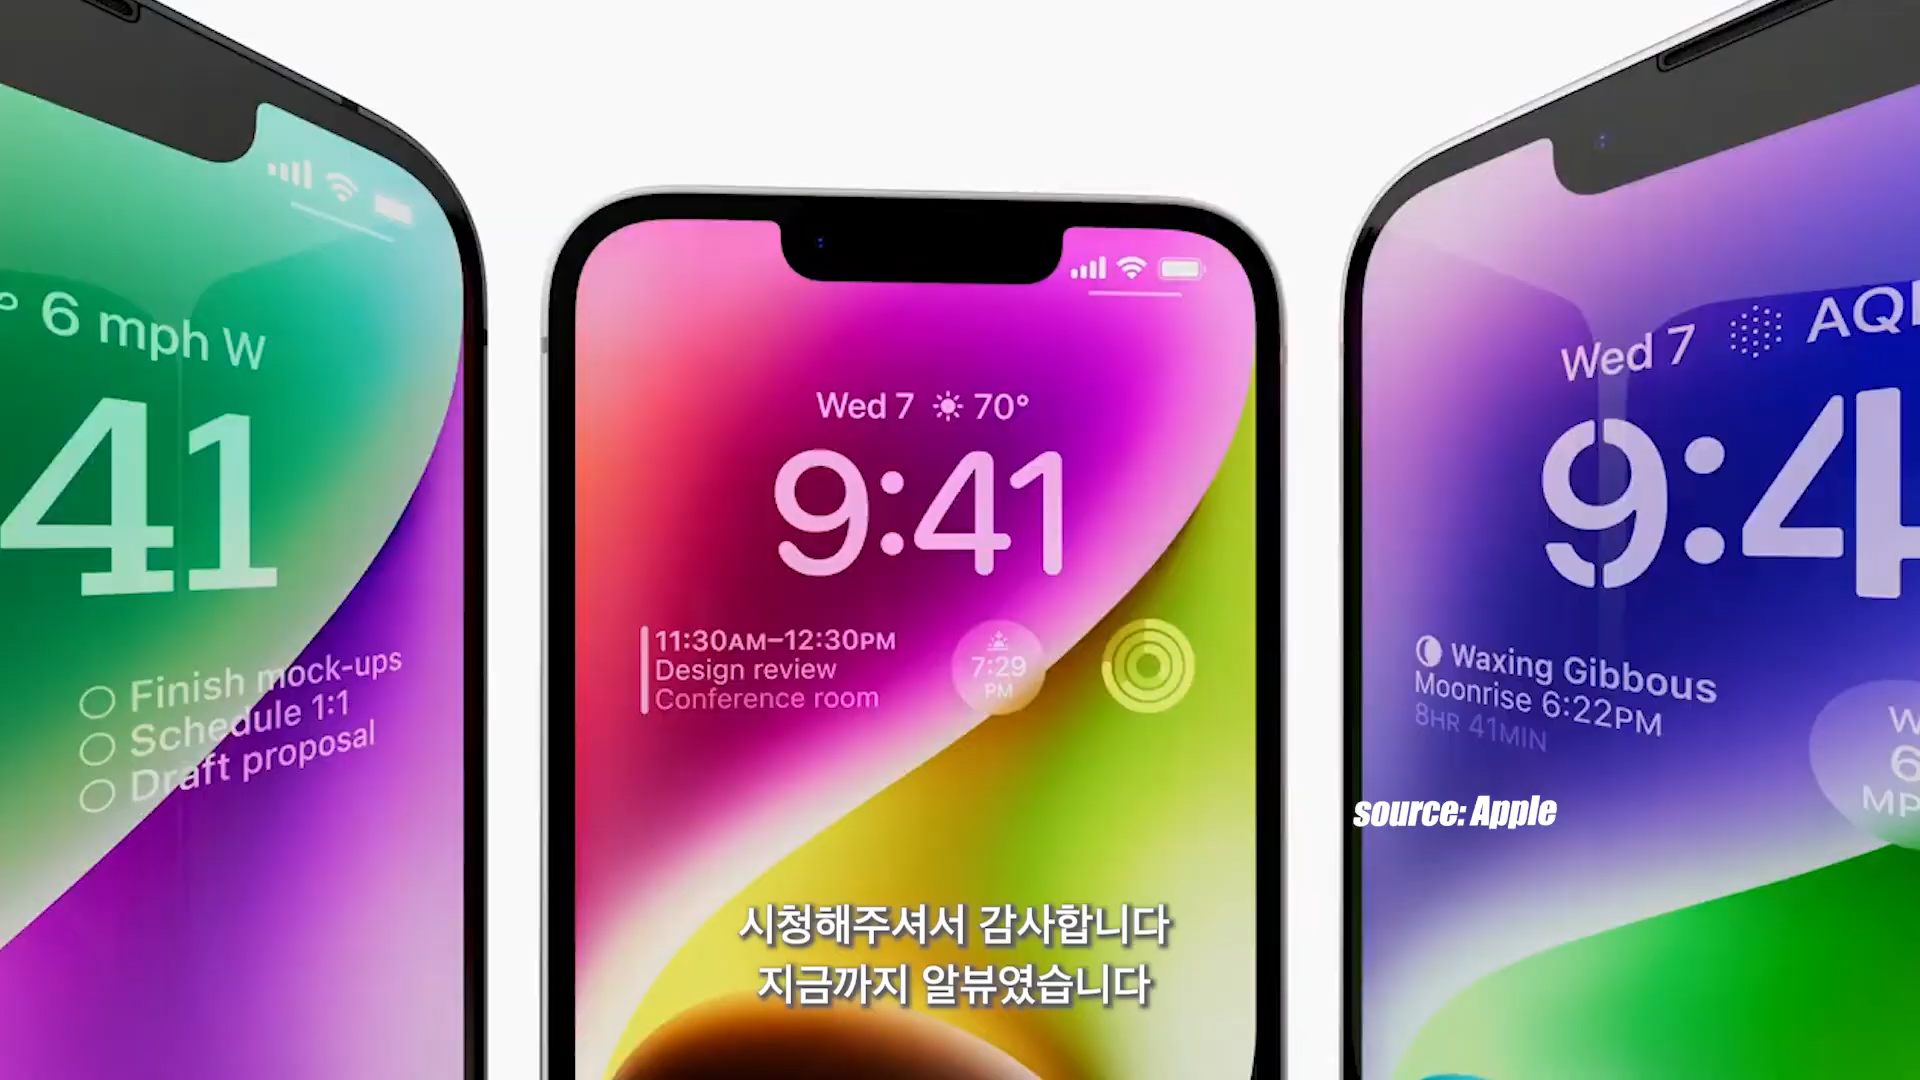 6 mph W
41
Finish mock-ups
Schedule 1:1
Draft proposal
Wed 7 70°
9:41
11:30AM–12:30PM
Design review
Conference room
7:29
PM
Wed 7 AQI
9:4
Waxing Gibbous
Moonrise 6:22PM
8HR 41MIN
W
6
MP
source: Apple
시청해주셔서 감사합니다
지금까지 알뷰였습니다